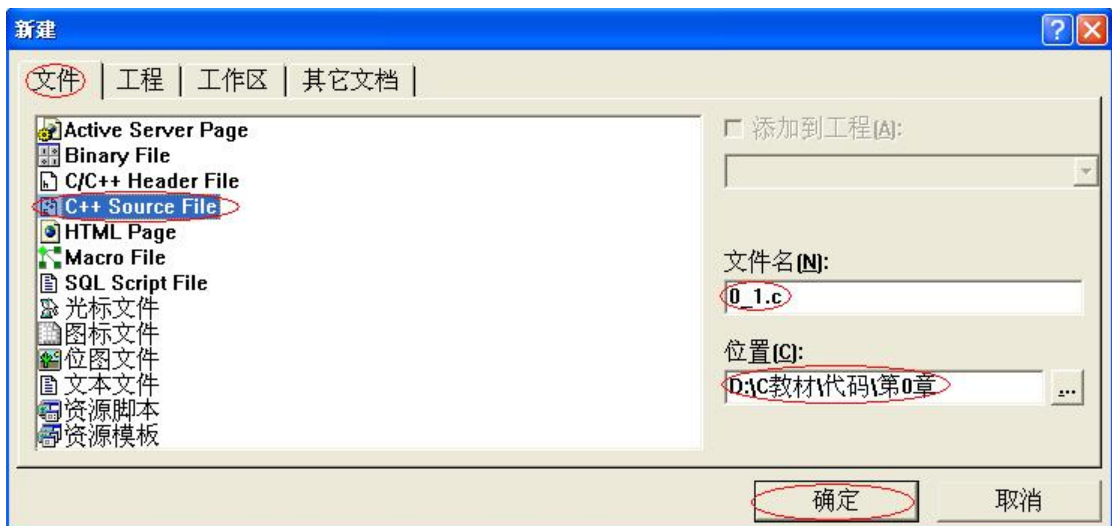 新建
文件 工程 工作区 其它文档
Active Server Page
Binary File
C/C++ Header File
C++ Source File
HTML Page
Macro File
SQL Script File
光标文件
图标文件
位图文件
文本文件
资源脚本
资源模板
添加到工程(A):
文件名(N):
0_1.c
位置(C):
D:\C教材\代码\第0章
...
确定
取消